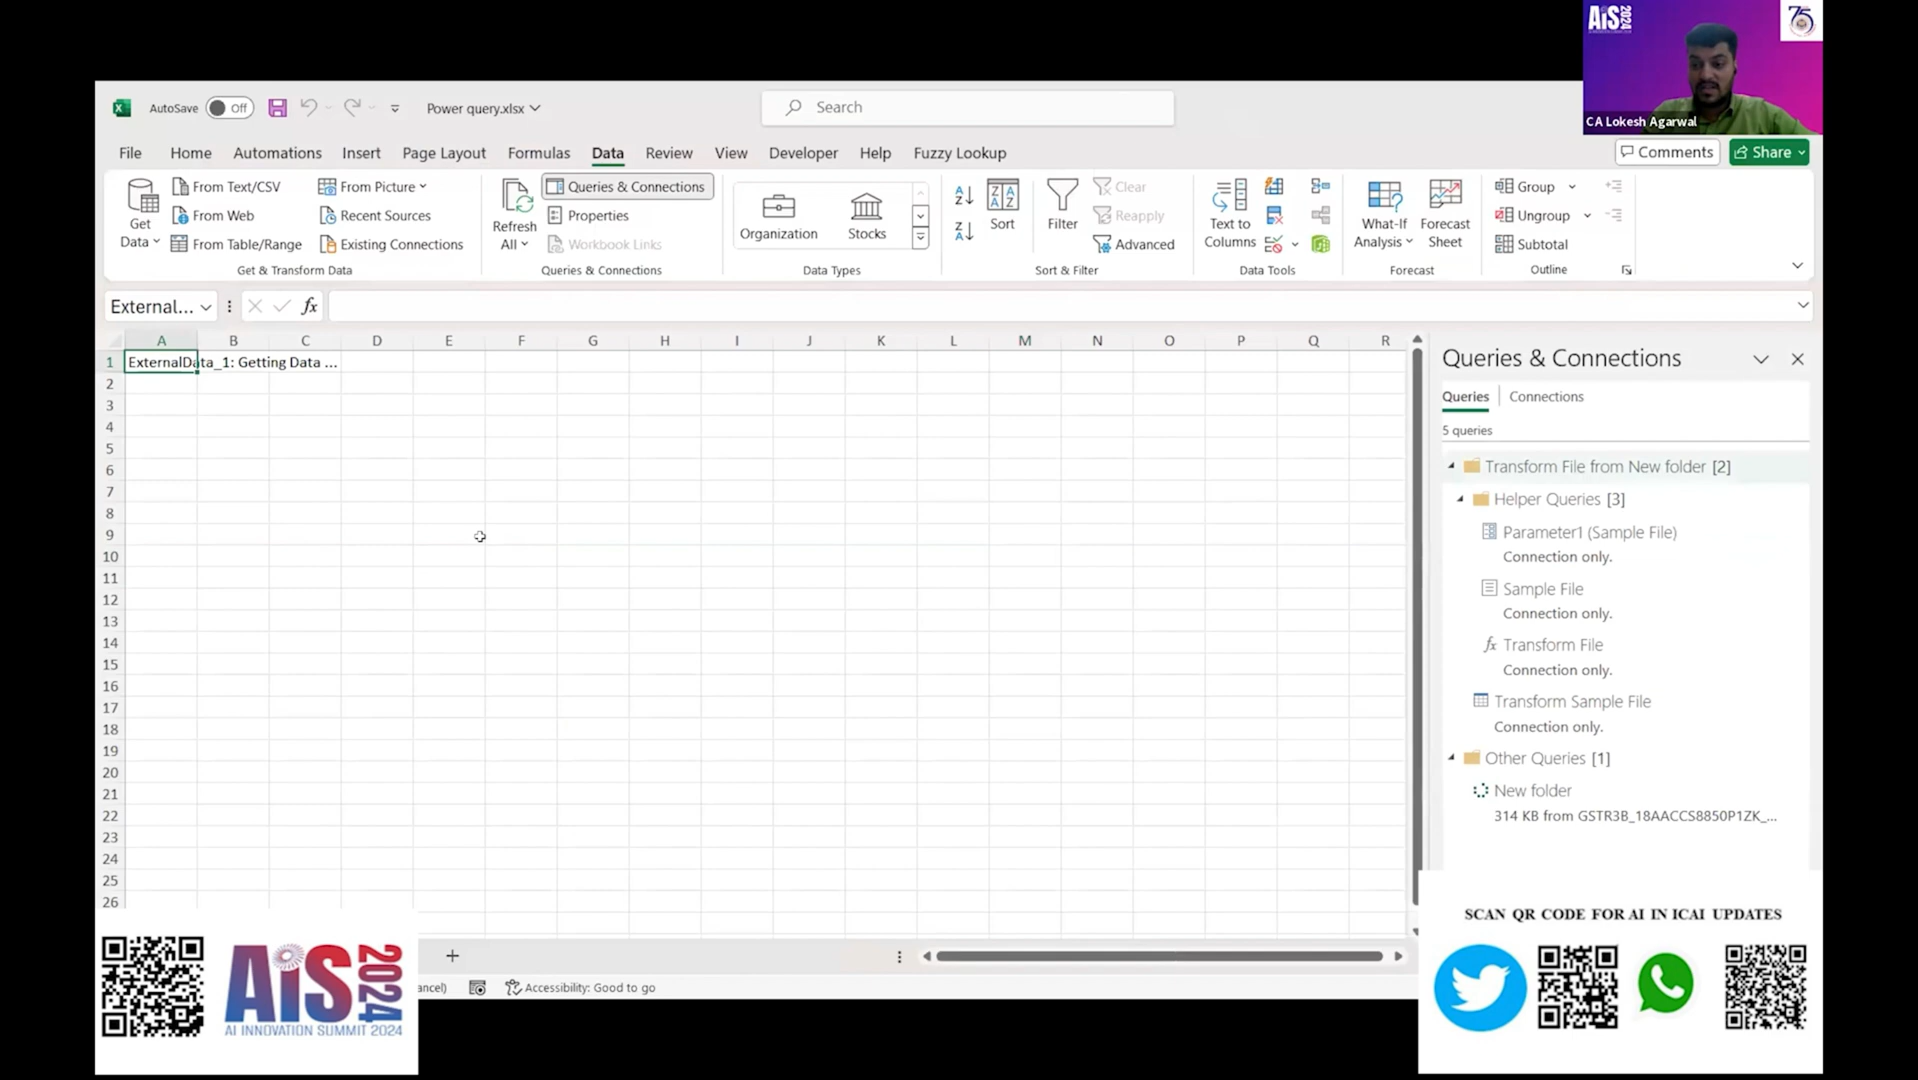 AiS 2024
75
CA Lokesh Agarwal
AutoSave Off Power query.xlsx Search
File Home Automations Insert Page Layout Formulas Data Review View Developer Help Fuzzy Lookup Comments Share
Get Data
From Text/CSV
From Web
From Table/Range
From Picture
Recent Sources
Existing Connections
Get & Transform Data
Refresh All
Queries & Connections
Properties
Workbook Links
Queries & Connections
Organization
Stocks
Data Types
Sort
Filter
Clear
Reapply
Advanced
Sort & Filter
Text to Columns
Data Tools
What-If Analysis
Forecast Sheet
Forecast
Group
Ungroup
Subtotal
Outline
External... fx
A B C D E F G H I J K L M N O P Q R
1 ExternalData_1: Getting Data ...
2
3
4
5
6
7
8
9
10
11
12
13
14
15
16
17
18
19
20
21
22
23
24
25
26
Queries & Connections
Queries Connections
5 queries
Transform File from New folder [2]
Helper Queries [3]
Parameter1 (Sample File)
Connection only.
Sample File
Connection only.
fx Transform File
Connection only.
Transform Sample File
Connection only.
Other Queries [1]
New folder
314 KB from GSTR3B_18AACCS8850P1ZK_...
ancel) Accessibility: Good to go
AiS 2024
AI INNOVATION SUMMIT 2024
SCAN QR CODE FOR AI IN ICAI UPDATES